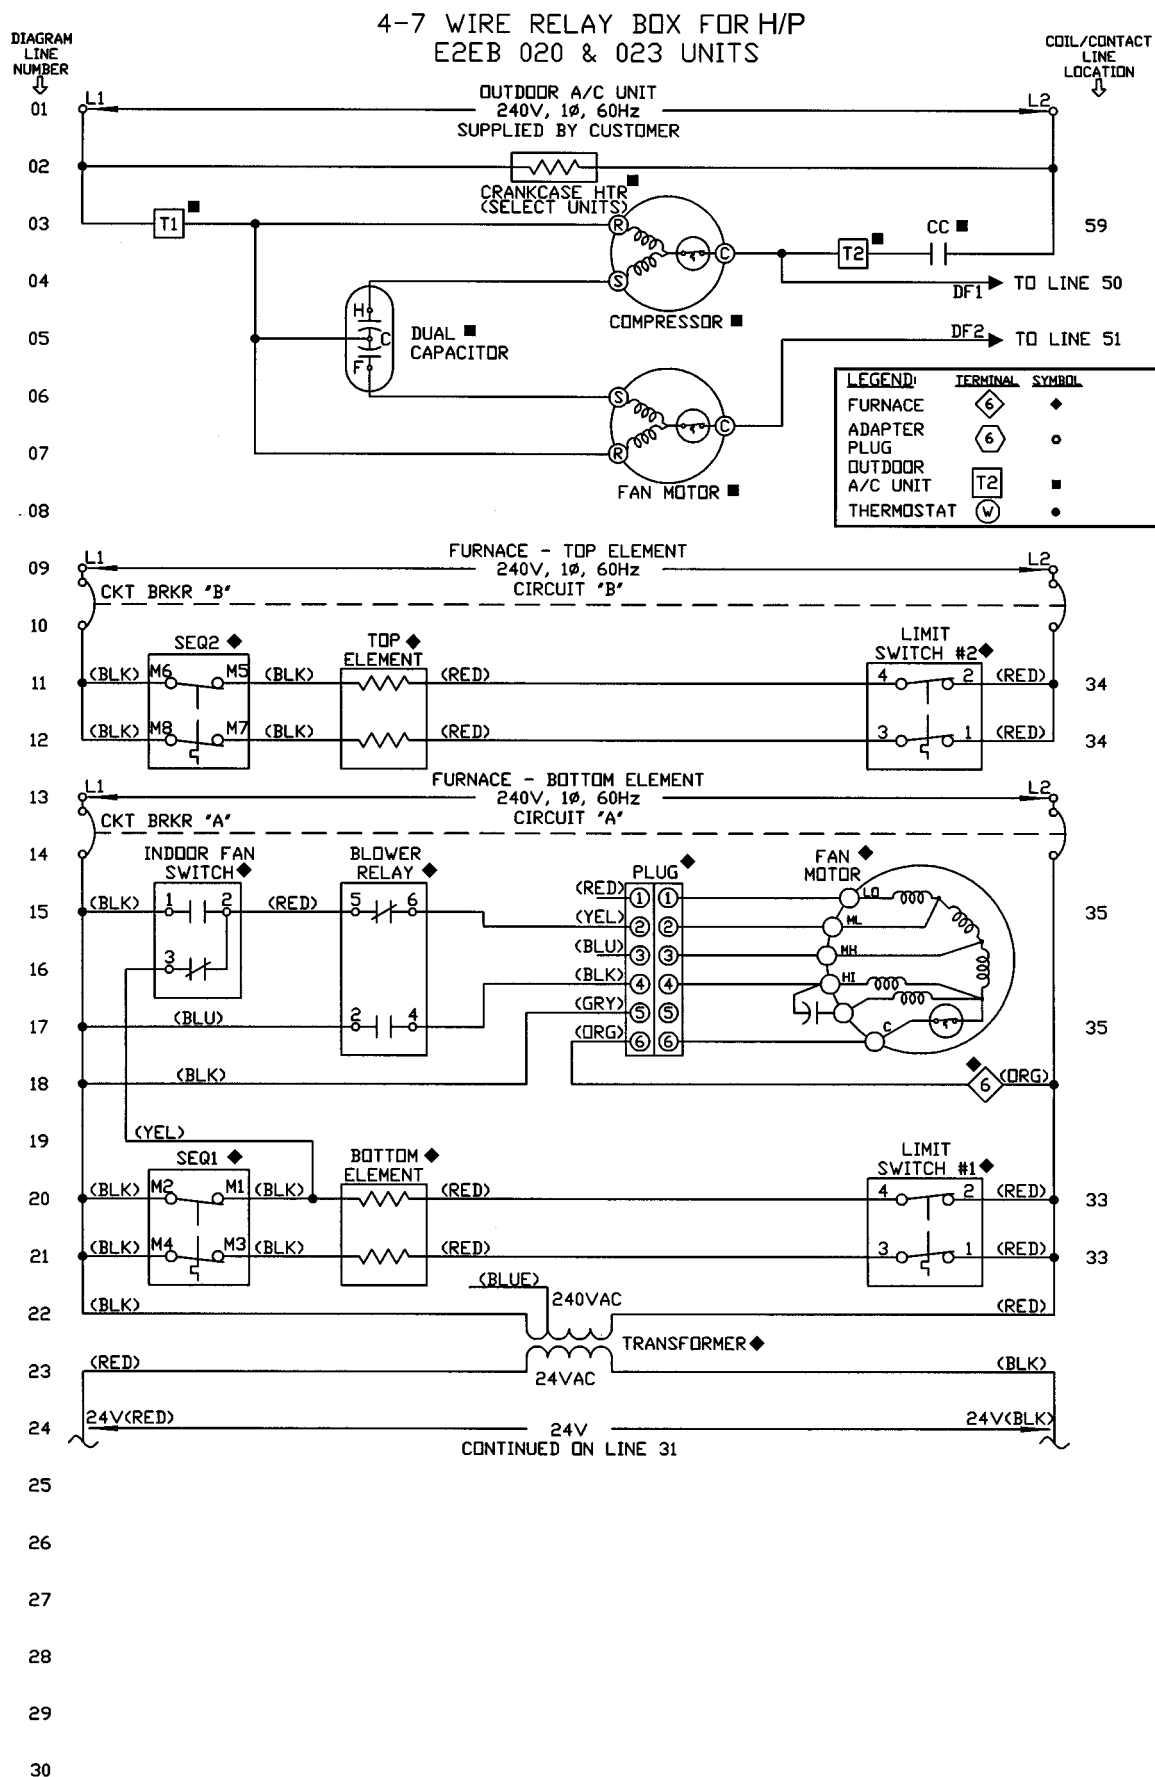 4-7 WIRE RELAY BOX FOR H/P
E2EB 020 & 023 UNITS
DIAGRAM
LINE
NUMBER
COIL/CONTACT
LINE
LOCATION
01 L1 OUTDOOR A/C UNIT L2
240V, 1Ø, 60Hz
SUPPLIED BY CUSTOMER
02
CRANKCASE HTR
(SELECT UNITS)
03 T1 R C T2 CC 59
04 S DF1 TO LINE 50
COMPRESSOR
H
05 C DUAL DF2 TO LINE 51
CAPACITOR
F
06 S C
07 R
FAN MOTOR
08
LEGEND: TERMINAL SYMBOL
FURNACE 6
ADAPTER
PLUG 6
OUTDOOR
A/C UNIT T2
THERMOSTAT W
09 L1 FURNACE - TOP ELEMENT L2
240V, 1Ø, 60Hz
CKT BRKR "B" CIRCUIT "B"
10
SEQ2 TOP LIMIT
ELEMENT SWITCH #2
11 (BLK) M6 M5 (BLK) (RED) 4 2 (RED) 34
12 (BLK) M8 M7 (BLK) (RED) 3 1 (RED) 34
13 L1 FURNACE - BOTTOM ELEMENT L2
240V, 1Ø, 60Hz
CKT BRKR "A" CIRCUIT "A"
14
INDOOR FAN BLOWER FAN
SWITCH RELAY PLUG MOTOR
(RED) 1 1 LO
15 (BLK) 1 2 (RED) 5 6 (YEL) 2 2 ML 35
16 3 (BLU) 3 3 MH
(BLK) 4 4 HI
17 (BLU) 2 4 (GRY) 5 5 35
(ORG) 6 6 C
18 (BLK) 6 (ORG)
19 (YEL)
SEQ1 BOTTOM LIMIT
ELEMENT SWITCH #1
20 (BLK) M2 M1 (BLK) (RED) 4 2 (RED) 33
21 (BLK) M4 M3 (BLK) (RED) 3 1 (RED) 33
(BLUE)
22 (BLK) 240VAC (RED)
TRANSFORMER
23 (RED) 24VAC (BLK)
24 24V(RED) 24V 24V(BLK)
CONTINUED ON LINE 31
25
26
27
28
29
30